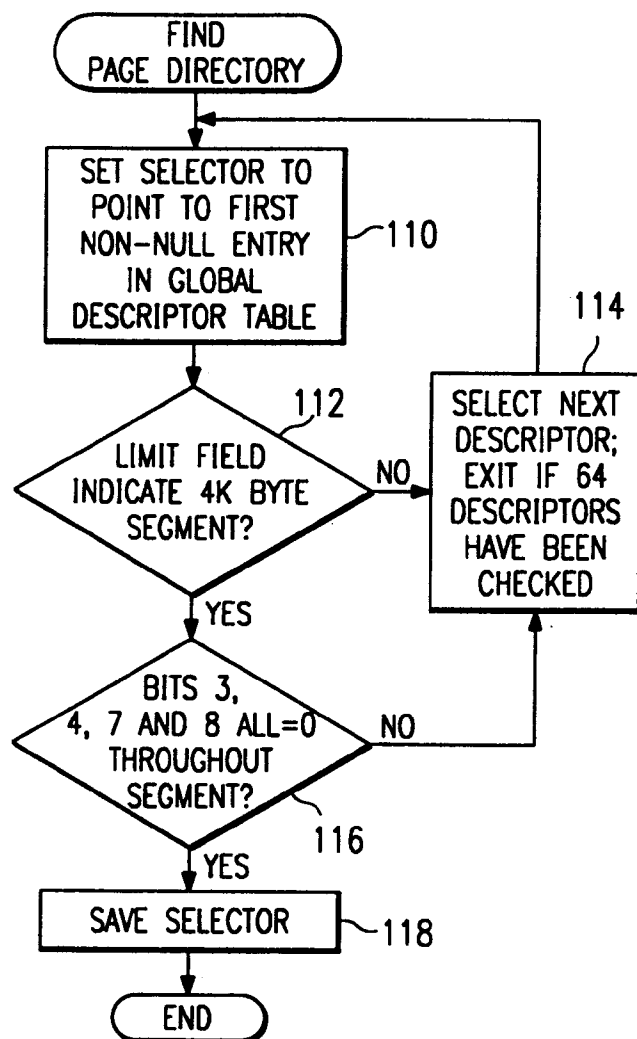 FIND
PAGE DIRECTORY
SET SELECTOR TO
POINT TO FIRST
NON-NULL ENTRY
IN GLOBAL
DESCRIPTOR TABLE
110
114
SELECT NEXT
DESCRIPTOR;
EXIT IF 64
DESCRIPTORS
HAVE BEEN
CHECKED
112
LIMIT FIELD
INDICATE 4K BYTE
SEGMENT?
NO
YES
BITS 3,
4, 7 AND 8 ALL=0
THROUGHOUT
SEGMENT?
NO
116
YES
SAVE SELECTOR
118
END